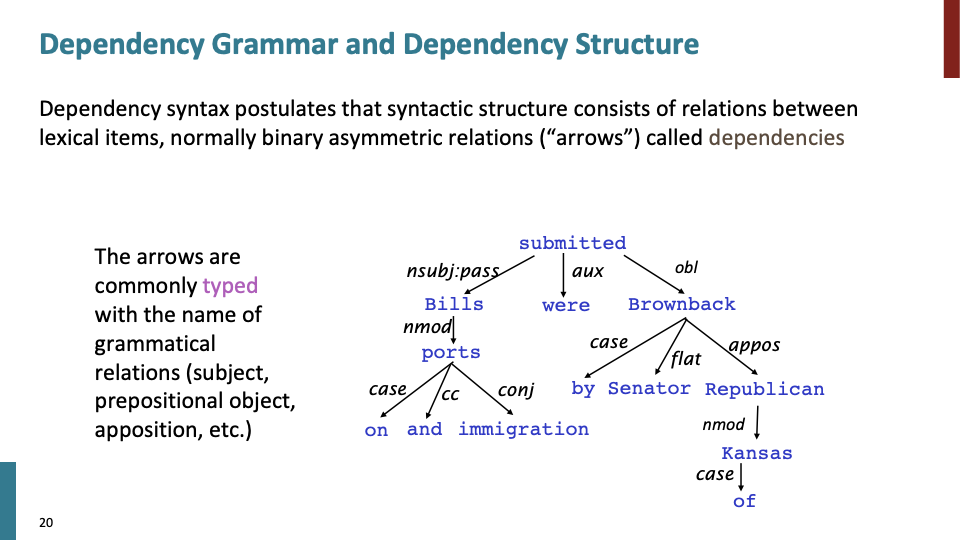 Dependency Grammar and Dependency Structure
Dependency syntax postulates that syntactic structure consists of relations between
lexical items, normally binary asymmetric relations (“arrows”) called dependencies
The arrows are
commonly typed
with the name of
grammatical
relations (subject,
prepositional object,
apposition, etc.)
submitted
nsubj:pass aux obl
Bills were Brownback
nmod
case flat appos
ports
by Senator Republican
case cc conj
on and immigration
nmod
Kansas
case
of
20